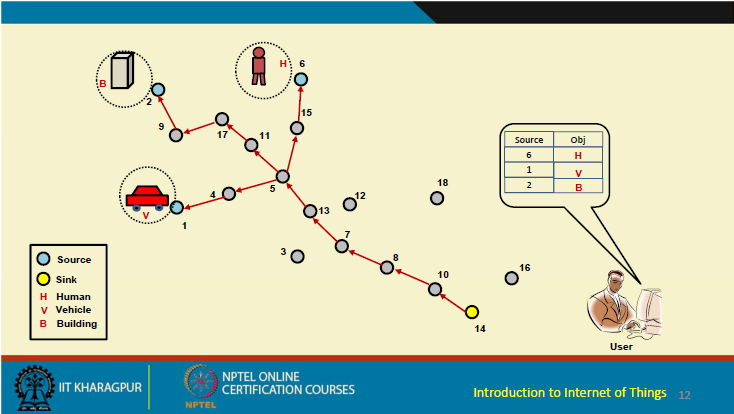 H
6
B
2
15
9
17
11
Source Obj
6 H
1 V
2 B
5
4
12
18
V
1
13
7
3
8
10
16
14
Source
Sink
H Human
V Vehicle
B Building
User
IIT KHARAGPUR
NPTEL
NPTEL ONLINE
CERTIFICATION COURSES
Introduction to Internet of Things 12